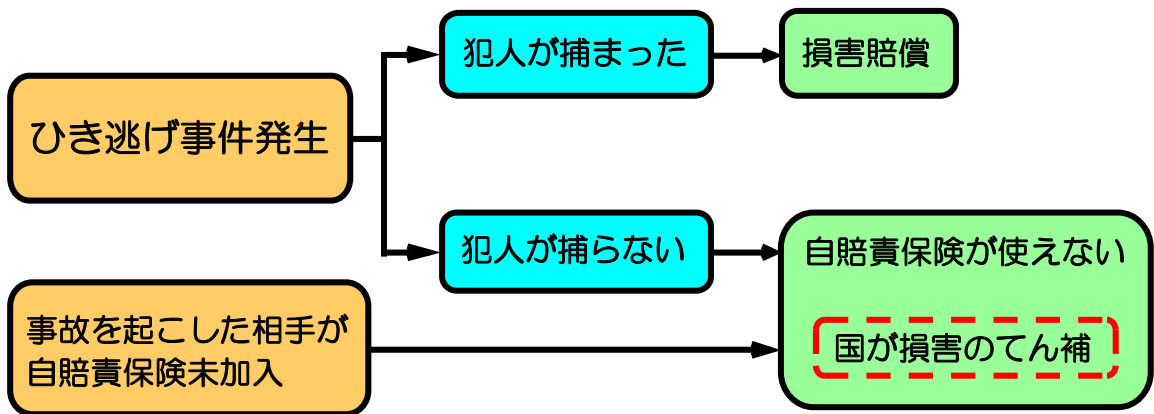 ひき逃げ事件発生
犯人が捕まった
損害賠償
犯人が捕らない
自賠責保険が使えない
国が損害のてん補
事故を起こした相手が
自賠責保険未加入